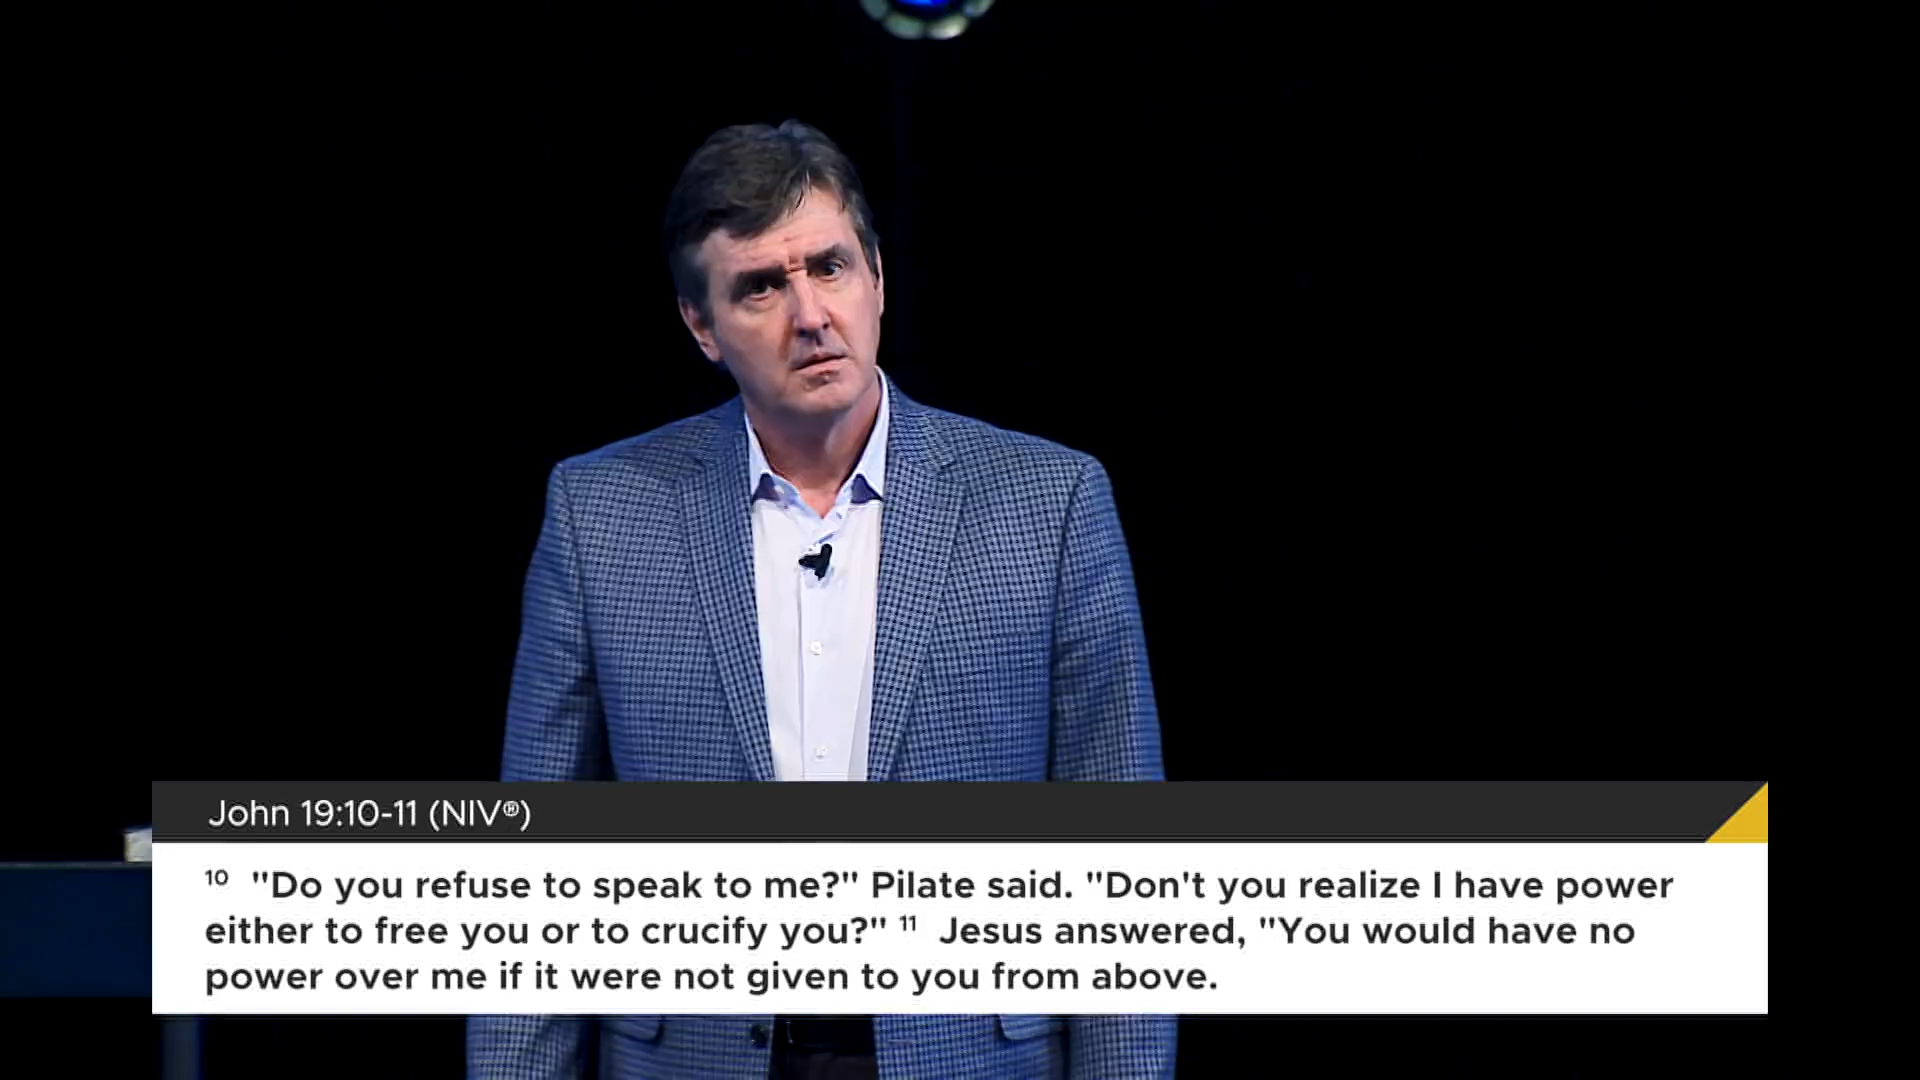 John 19:10-11 (NIV®)
¹⁰ "Do you refuse to speak to me?" Pilate said. "Don't you realize I have power
either to free you or to crucify you?" ¹¹ Jesus answered, "You would have no
power over me if it were not given to you from above.